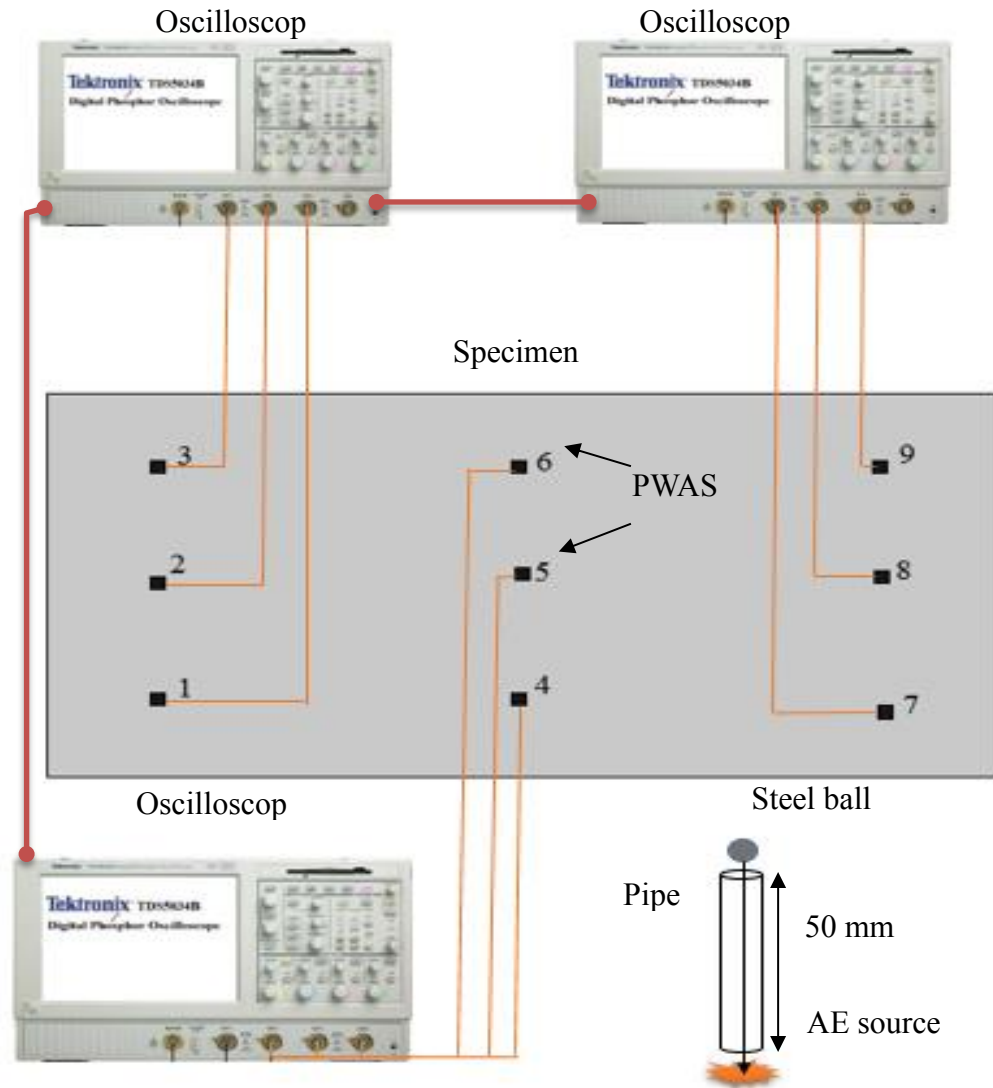 Oscilloscop
Oscilloscop
Tektronix TDS5034B
Digital Phosphor Oscilloscope
Tektronix TDS5034B
Digital Phosphor Oscilloscope
Specimen
3
6
9
PWAS
2
5
8
1
4
7
Oscilloscop
Steel ball
Tektronix TDS5034B
Digital Phosphor Oscilloscope
Pipe
50 mm
AE source